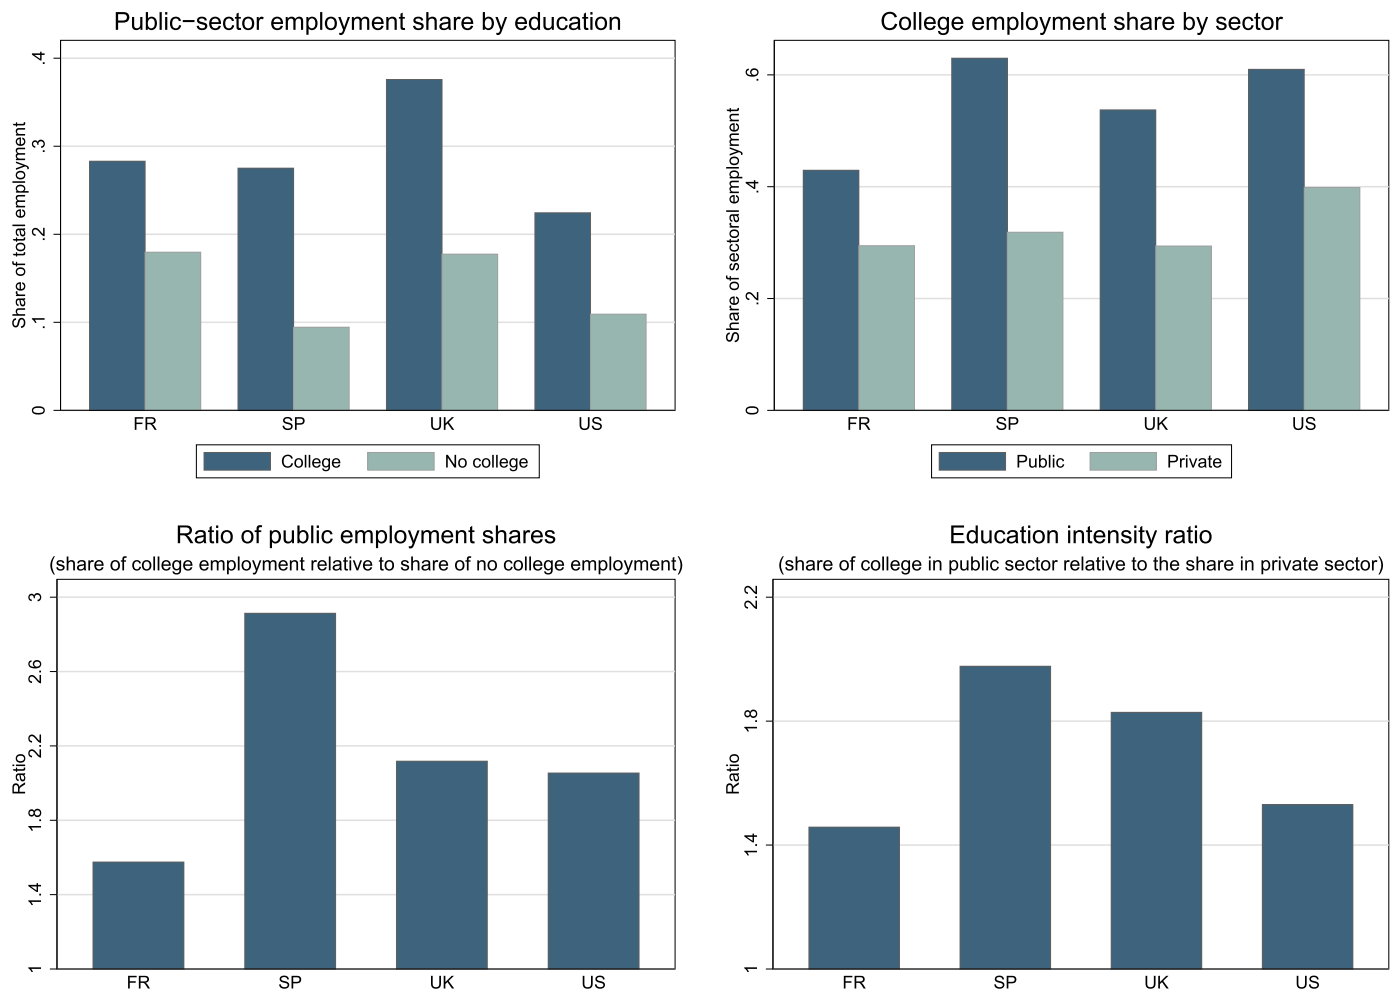 Public−sector employment share by education
Share of total employment
.4
.3
.2
.1
0
FR SP UK US
College No college
College employment share by sector
Share of sectoral employment
.6
.4
.2
0
FR SP UK US
Public Private
Ratio of public employment shares
(share of college employment relative to share of no college employment)
Ratio
3
2.6
2.2
1.8
1.4
1
FR SP UK US
Education intensity ratio
(share of college in public sector relative to the share in private sector)
Ratio
2.2
1.8
1.4
1
FR SP UK US